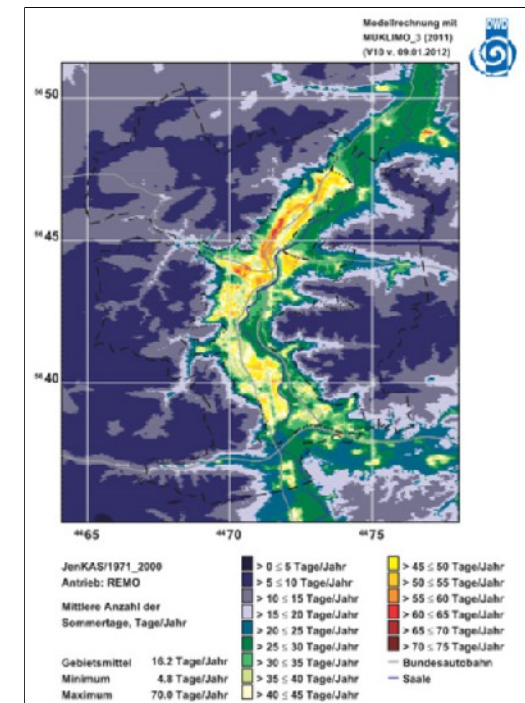 Modellrechnung mit
MUKLIMO_3 (2011)
(V10 v. 09.01.2012)
DWD
56 50
56 45
56 40
44 65
44 70
44 75
JenKAS/1971_2000
Antrieb: REMO
Mittlere Anzahl der
Sommertage, Tage/Jahr
Gebietsmittel 16.2 Tage/Jahr
Minimum 4.8 Tage/Jahr
Maximum 70.0 Tage/Jahr
> 0 ≤ 5 Tage/Jahr
> 5 ≤ 10 Tage/Jahr
> 10 ≤ 15 Tage/Jahr
> 15 ≤ 20 Tage/Jahr
> 20 ≤ 25 Tage/Jahr
> 25 ≤ 30 Tage/Jahr
> 30 ≤ 35 Tage/Jahr
> 35 ≤ 40 Tage/Jahr
> 40 ≤ 45 Tage/Jahr
> 45 ≤ 50 Tage/Jahr
> 50 ≤ 55 Tage/Jahr
> 55 ≤ 60 Tage/Jahr
> 60 ≤ 65 Tage/Jahr
> 65 ≤ 70 Tage/Jahr
> 70 ≤ 75 Tage/Jahr
Bundesautobahn
Saale